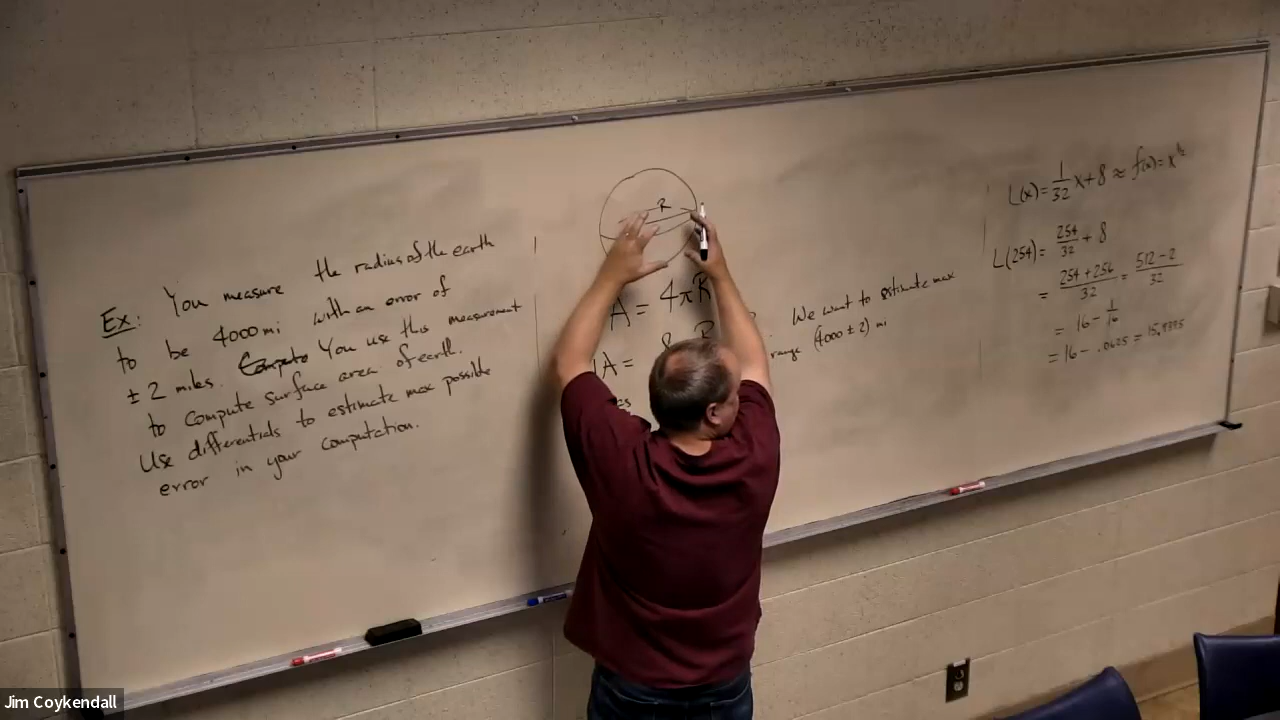 Ex: You measure the radius of the earth
to be 4000 mi with an error of
± 2 miles. Compute You use this measurement
to compute surface area of earth.
Use differentials to estimate max possible
error in your computation.
R
A = 4πR
A =
We want to estimate max
range (4000 ± 2) mi
L(x) = 1/32 x + 8 ≈ f(x) = x^1/2
L(254) = 254/32 + 8
= 254 + 256/32 = 512 - 2/32
= 16 - 1/16
= 16 - .0625 = 15.9375
Jim Coykendall